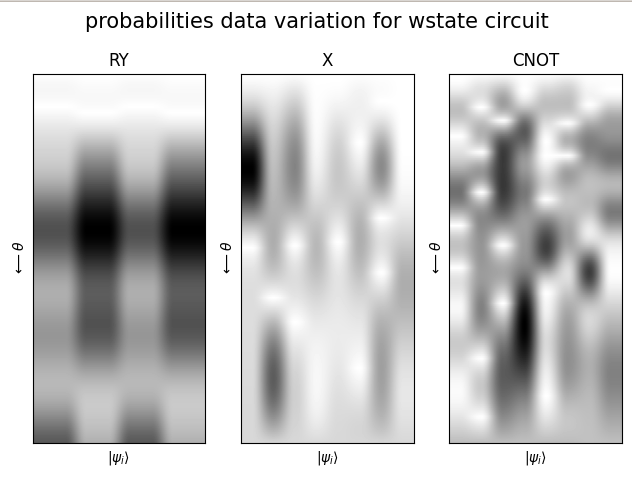 probabilities data variation for wstate circuit
RY
X
CNOT
⟵ θ
⟵ θ
⟵ θ
|ψᵢ⟩
|ψᵢ⟩
|ψᵢ⟩